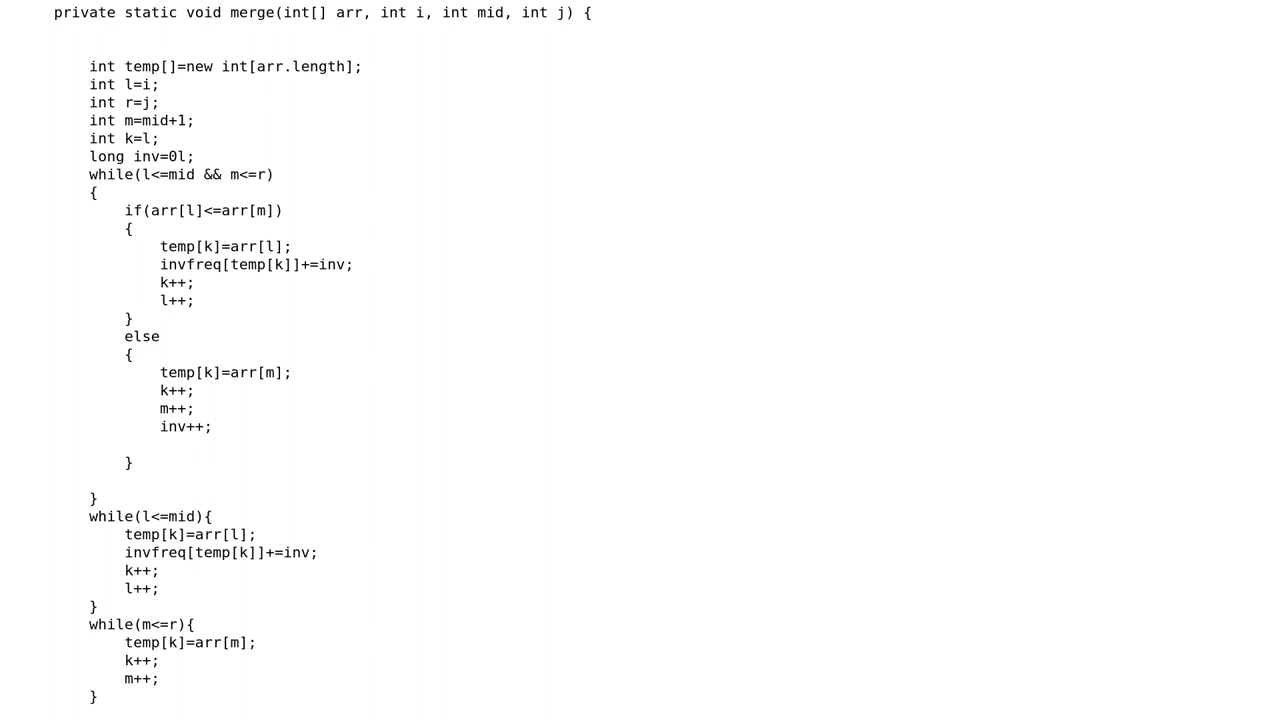 private static void merge(int[] arr, int i, int mid, int j) {
int temp[]=new int[arr.length];
int l=i;
int r=j;
int m=mid+1;
int k=l;
long inv=0l;
while(l<=mid && m<=r)
{
if(arr[l]<=arr[m])
{
temp[k]=arr[l];
invfreq[temp[k]]+=inv;
k++;
l++;
}
else
{
temp[k]=arr[m];
k++;
m++;
inv++;
}
}
while(l<=mid){
temp[k]=arr[l];
invfreq[temp[k]]+=inv;
k++;
l++;
}
while(m<=r){
temp[k]=arr[m];
k++;
m++;
}